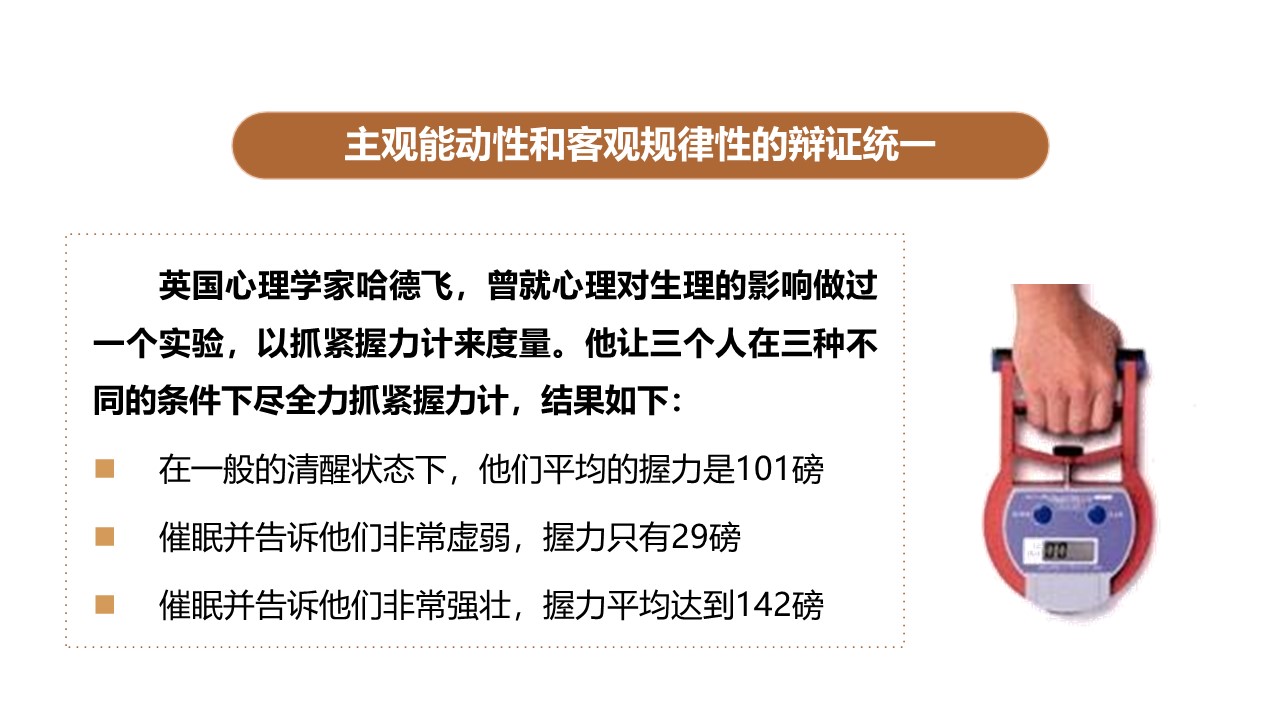 主观能动性和客观规律性的辩证统一
英国心理学家哈德飞，曾就心理对生理的影响做过
一个实验，以抓紧握力计来度量。他让三个人在三种不
同的条件下尽全力抓紧握力计，结果如下：
在一般的清醒状态下，他们平均的握力是101磅
催眠并告诉他们非常虚弱，握力只有29磅
催眠并告诉他们非常强壮，握力平均达到142磅